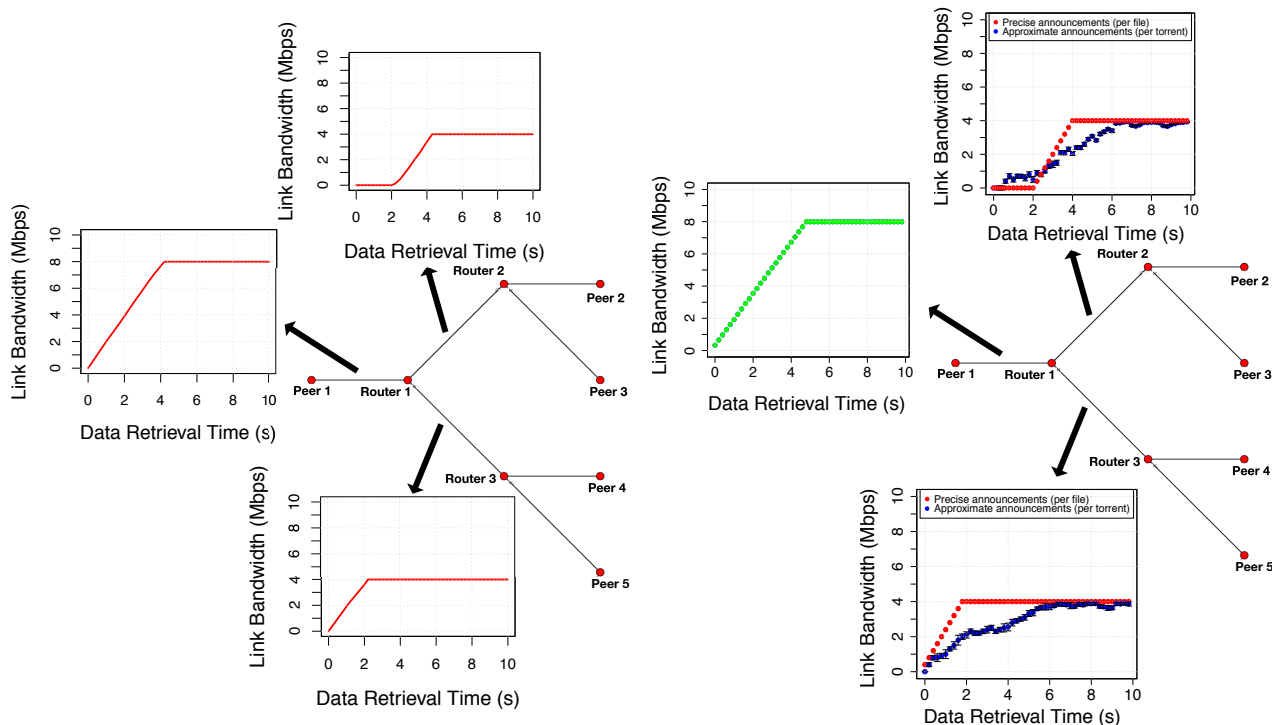 Link Bandwidth (Mbps)
10
8
6
4
2
0
0 2 4 6 8 10
Data Retrieval Time (s)
Link Bandwidth (Mbps)
10
8
6
4
2
0
0 2 4 6 8 10
Data Retrieval Time (s)
Router 2
Peer 2
Peer 1
Router 1
Peer 3
Router 3
Peer 4
Peer 5
Link Bandwidth (Mbps)
10
8
6
4
2
0
0 2 4 6 8 10
Data Retrieval Time (s)
Link Bandwidth (Mbps)
10
8
6
4
2
0
Precise announcements (per file)
Approximate announcements (per torrent)
0 2 4 6 8 10
Data Retrieval Time (s)
Link Bandwidth (Mbps)
10
8
6
4
2
0
0 2 4 6 8 10
Data Retrieval Time (s)
Router 2
Peer 2
Peer 1
Router 1
Peer 3
Router 3
Peer 4
Peer 5
Link Bandwidth (Mbps)
10
8
6
4
2
0
Precise announcements (per file)
Approximate announcements (per torrent)
0 2 4 6 8 10
Data Retrieval Time (s)